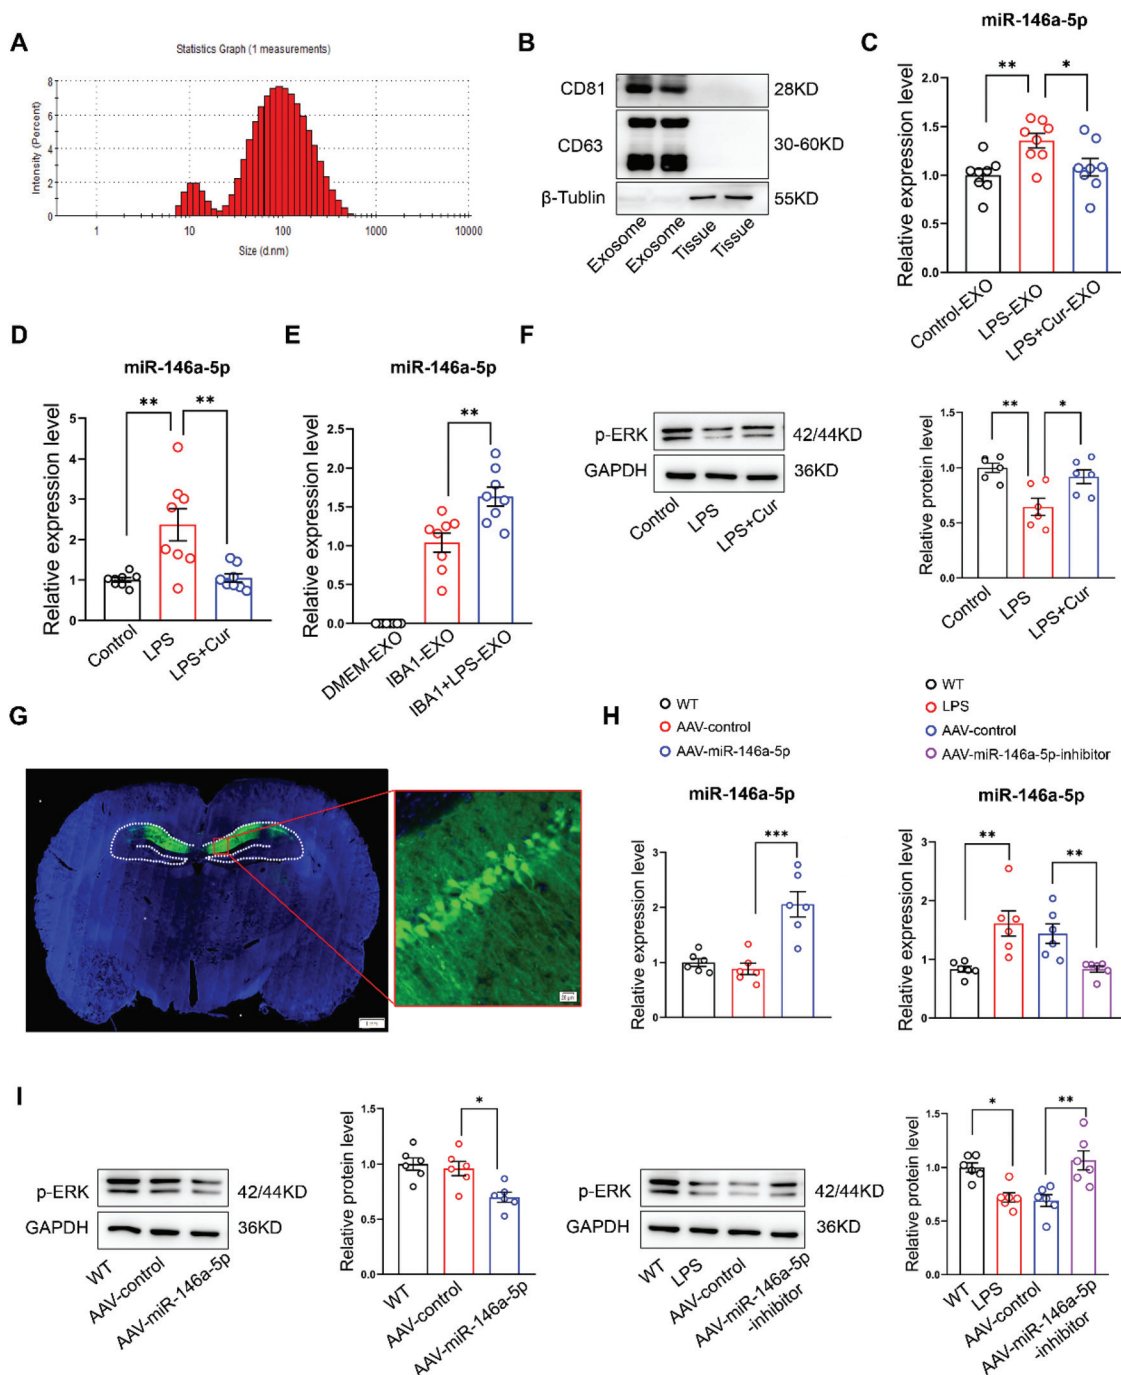 A
Statistics Graph (1 measurements)
Intensity (Percent)
8
6
4
2
0
1
10
100
1000
10000
Size (d.nm)
B
CD81
28KD
CD63
30-60KD
β-Tublin
55KD
Exosome
Exosome
Tissue
Tissue
C
miR-146a-5p
Relative expression level
2.0
1.5
1.0
0.5
0.0
**
*
Control-EXO
LPS-EXO
LPS+Cur-EXO
D
miR-146a-5p
Relative expression level
5
4
3
2
1
0
**
**
Control
LPS
LPS+Cur
E
miR-146a-5p
Relative expression level
2.5
2.0
1.5
1.0
0.5
0.0
**
DMEM-EXO
IBA1-EXO
IBA1+LPS-EXO
F
p-ERK
42/44KD
GAPDH
36KD
Control
LPS
LPS+Cur
Relative protein level
1.5
1.0
0.5
0.0
**
*
Control
LPS
LPS+Cur
G
1 mm
20 μm
H
WT
AAV-control
AAV-miR-146a-5p
miR-146a-5p
Relative expression level
3
2
1
0
***
WT
LPS
AAV-control
AAV-miR-146a-5p-inhibitor
miR-146a-5p
Relative expression level
3
2
1
0
**
**
I
p-ERK
42/44KD
GAPDH
36KD
WT
AAV-control
AAV-miR-146a-5p
Relative protein level
1.5
1.0
0.5
0.0
*
WT
AAV-control
AAV-miR-146a-5p
p-ERK
42/44KD
GAPDH
36KD
WT
LPS
AAV-control
AAV-miR-146a-5p
-inhibitor
Relative protein level
1.5
1.0
0.5
0.0
*
**
WT
LPS
AAV-control
AAV-miR-146a-5p
-inhibitor